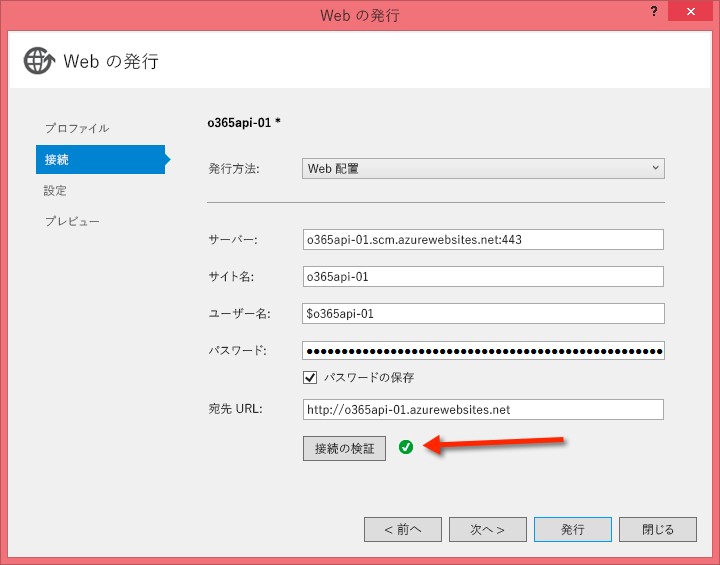 Web の発行
?
Web の発行
プロファイル
接続
設定
プレビュー
o365api-01 *
発行方法: Web 配置
サーバー: o365api-01.scm.azurewebsites.net:443
サイト名: o365api-01
ユーザー名: $o365api-01
パスワード:
パスワードの保存
宛先 URL: http://o365api-01.azurewebsites.net
接続の検証
< 前へ 次へ > 発行 閉じる